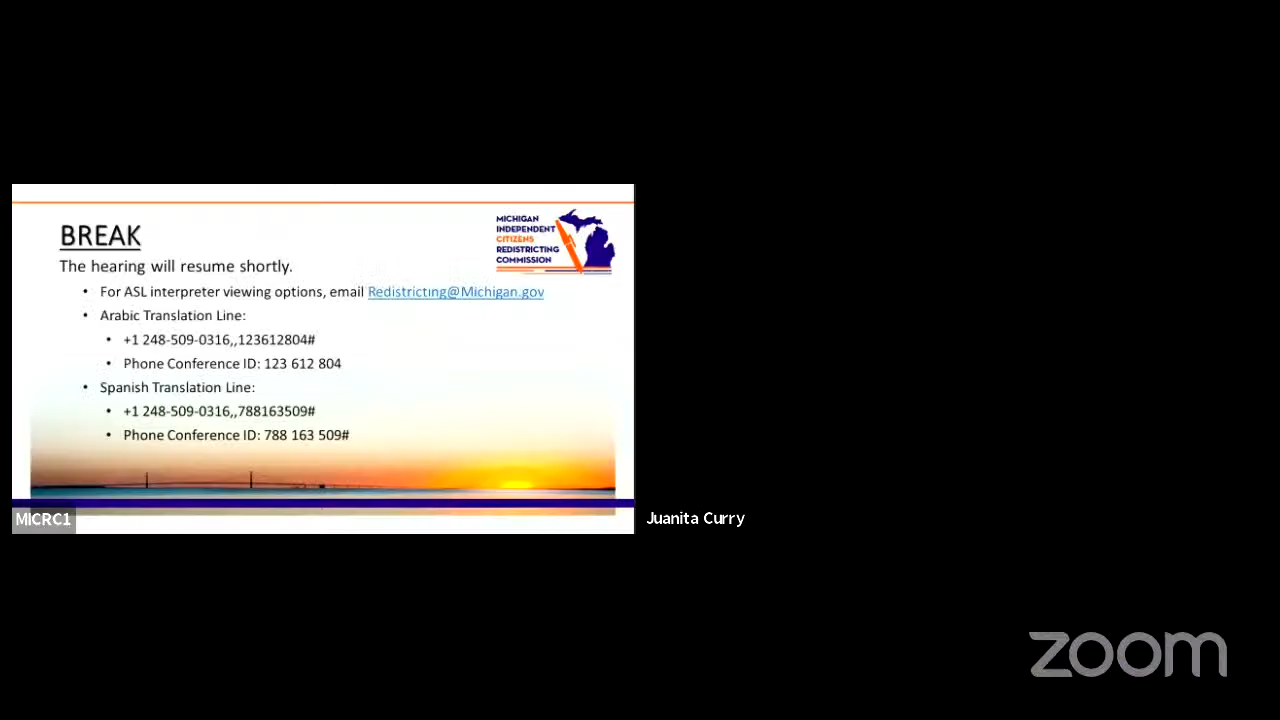 BREAK
The hearing will resume shortly.
• For ASL interpreter viewing options, email Redistricting@Michigan.gov
• Arabic Translation Line:
• +1 248-509-0316,,123612804#
• Phone Conference ID: 123 612 804
• Spanish Translation Line:
• +1 248-509-0316,,788163509#
• Phone Conference ID: 788 163 509#
MICHIGAN
INDEPENDENT
CITIZENS
REDISTRICTING
COMMISSION
MICRC1
Juanita Curry
zoom